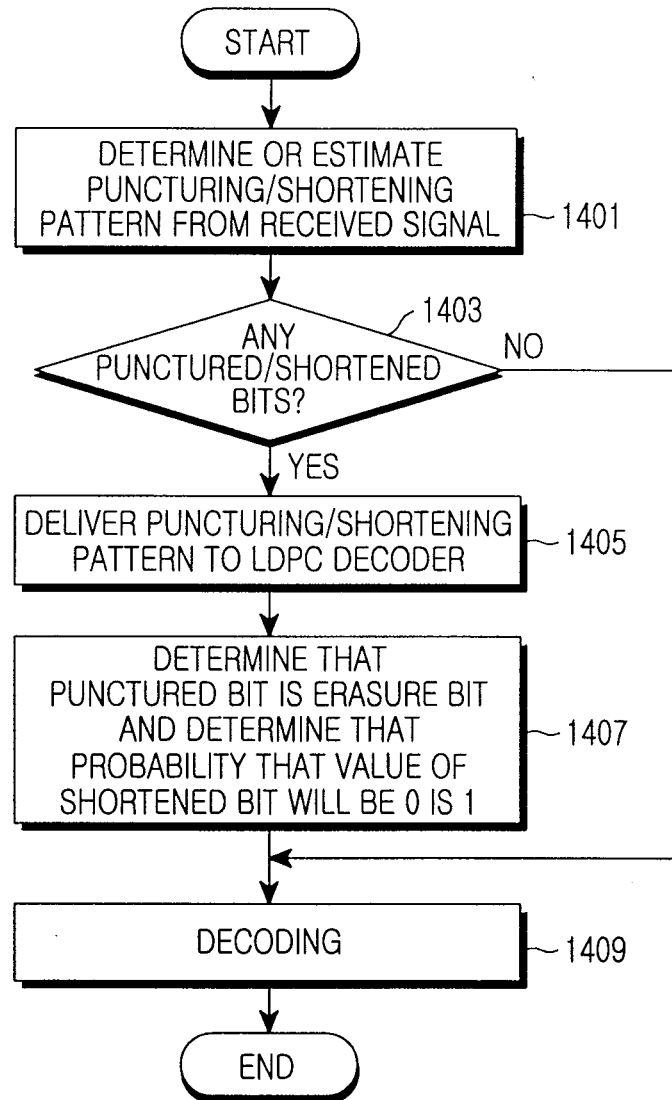 START
DETERMINE OR ESTIMATE
PUNCTURING/SHORTENING
PATTERN FROM RECEIVED SIGNAL
1401
1403
ANY
PUNCTURED/SHORTENED
BITS?
NO
YES
DELIVER PUNCTURING/SHORTENING
PATTERN TO LDPC DECODER
1405
DETERMINE THAT
PUNCTURED BIT IS ERASURE BIT
AND DETERMINE THAT
PROBABILITY THAT VALUE OF
SHORTENED BIT WILL BE 0 IS 1
1407
DECODING
1409
END